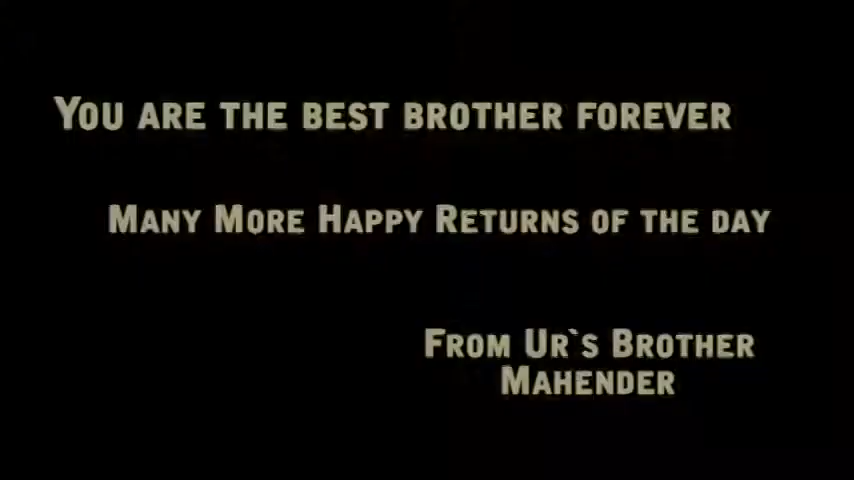 You are the best brother forever
Many More Happy Returns of the day
From Ur`s Brother
Mahender